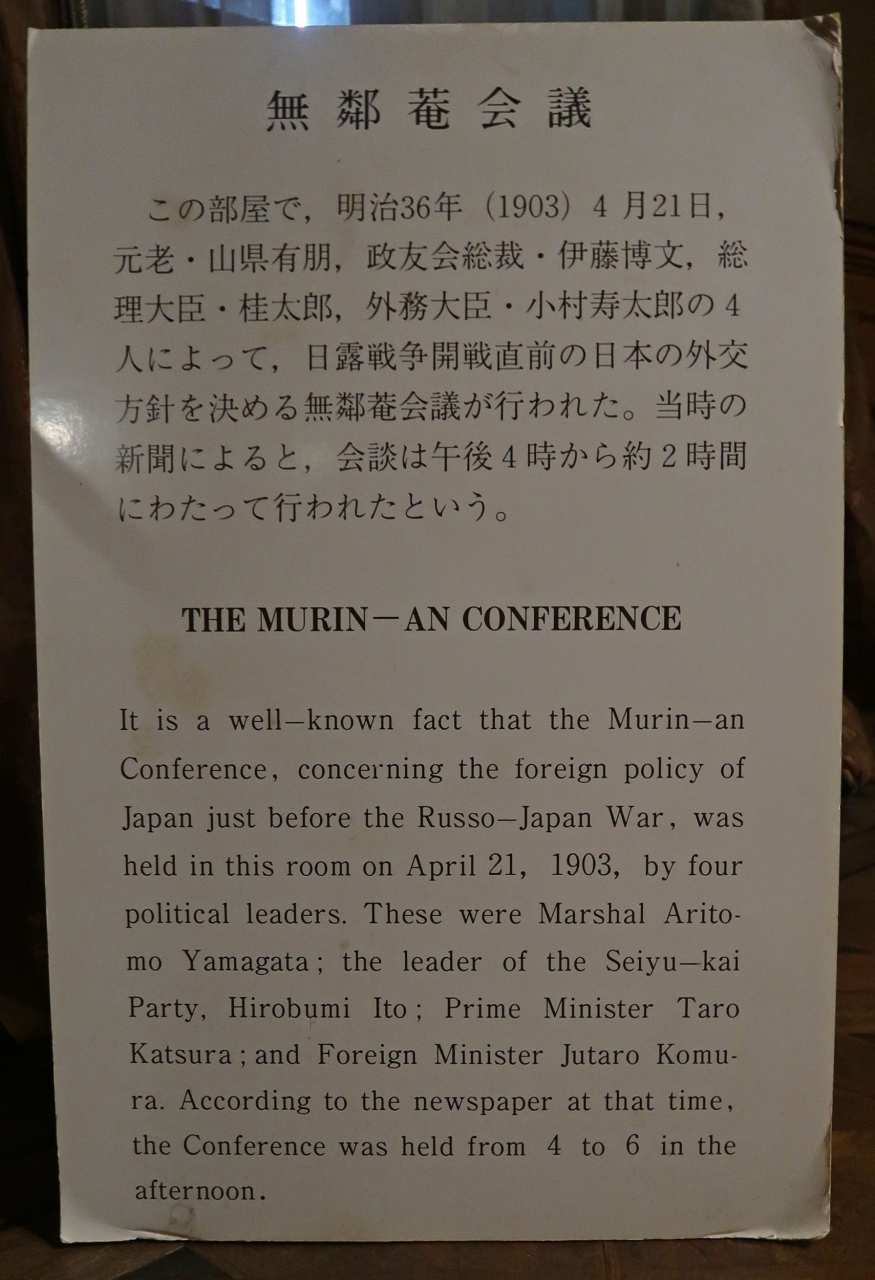 無鄰菴会議
この部屋で，明治36年（1903）4月21日，
元老・山県有朋，政友会総裁・伊藤博文，総
理大臣・桂太郎，外務大臣・小村寿太郎の4
人によって，日露戦争開戦直前の日本の外交
方針を決める無鄰菴会議が行われた。当時の
新聞によると，会談は午後4時から約2時間
にわたって行われたという。
THE MURIN—AN CONFERENCE
It is a well—known fact that the Murin—an
Conference, concerning the foreign policy of
Japan just before the Russo—Japan War, was
held in this room on April 21, 1903, by four
political leaders. These were Marshal Arito-
mo Yamagata; the leader of the Seiyu—kai
Party, Hirobumi Ito; Prime Minister Taro
Katsura; and Foreign Minister Jutaro Komu-
ra. According to the newspaper at that time,
the Conference was held from 4 to 6 in the
afternoon.